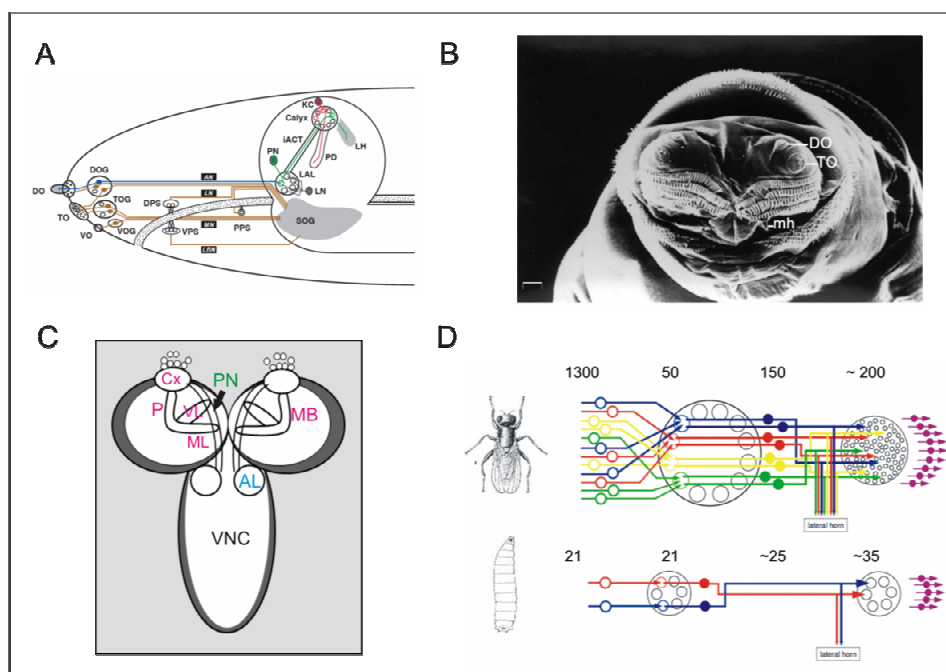 A
KC
Calyx
iACT
LH
PN
PD
DOG
LAL
AN
DO
LN
LN
TOG
DPS
TO
MN
SOG
PPS
VO
VOG
VPS
LBN
B
DO
TO
mh
C
Cx
PN
P
VL
MB
ML
AL
VNC
D
1300 50 150 ~ 200
lateral horn
21 21 ~25 ~35
lateral horn